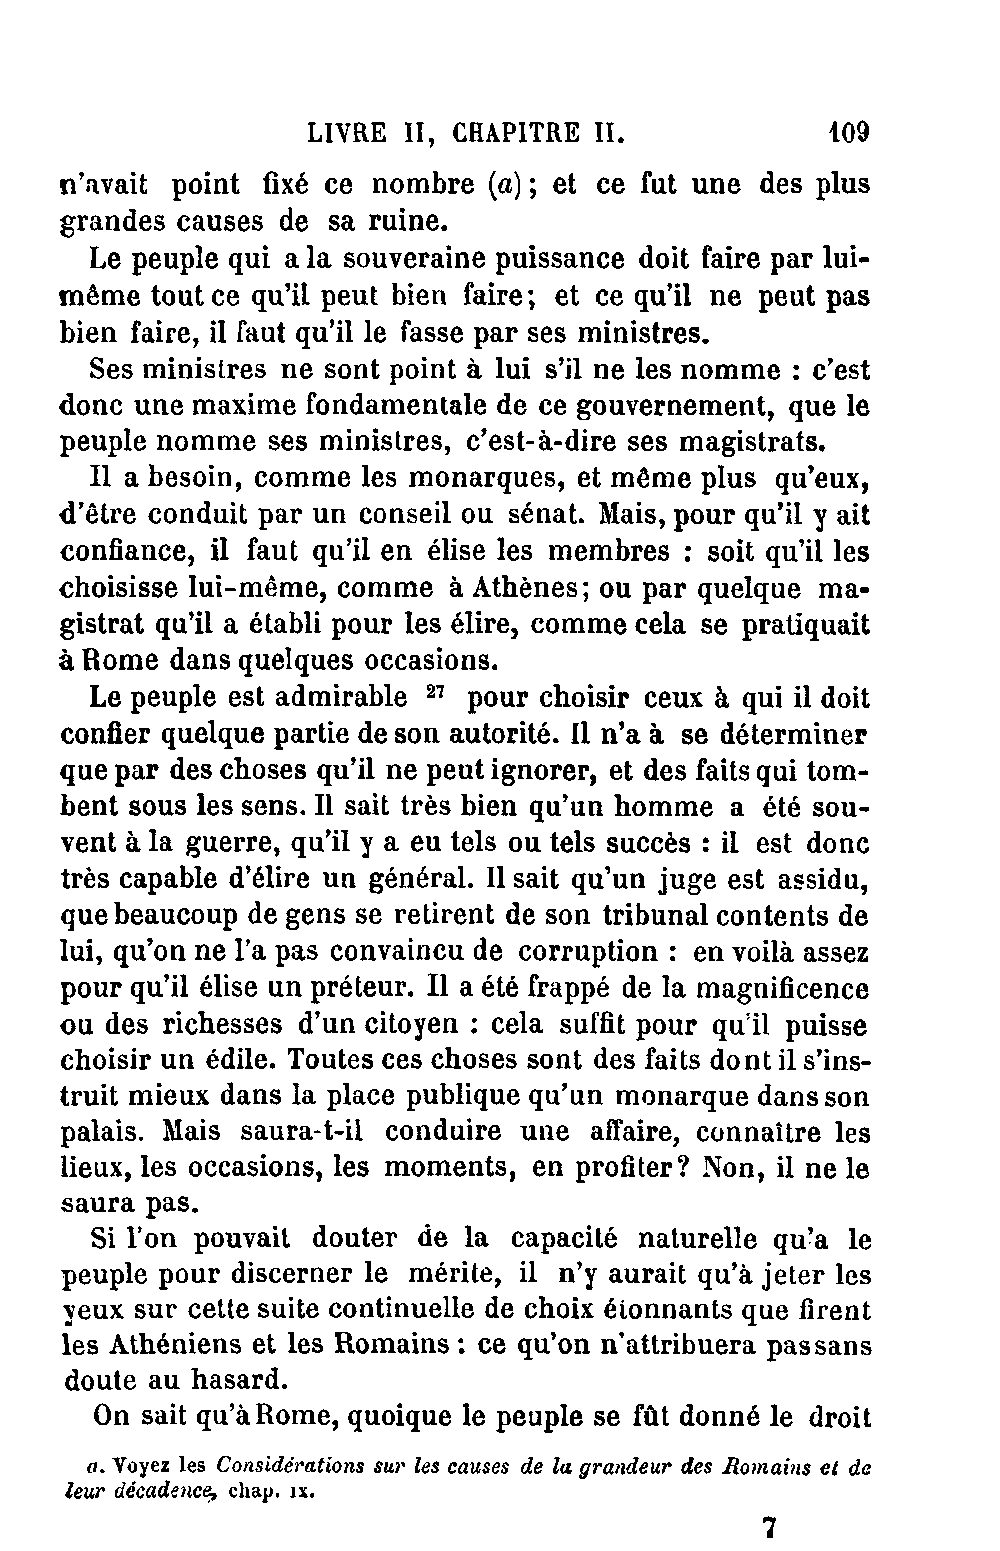 LIVRE II, CHAPITRE II. 109
n'avait point fixé ce nombre (a) ; et ce fut une des plus
grandes causes de sa ruine.
Le peuple qui a la souveraine puissance doit faire par lui-
même tout ce qu'il peut bien faire; et ce qu'il ne peut pas
bien faire, il faut qu'il le fasse par ses ministres.
Ses ministres ne sont point à lui s'il ne les nomme : c'est
donc une maxime fondamentale de ce gouvernement, que le
peuple nomme ses ministres, c'est-à-dire ses magistrats.
Il a besoin, comme les monarques, et même plus qu'eux,
d'être conduit par un conseil ou sénat. Mais, pour qu'il y ait
confiance, il faut qu'il en élise les membres : soit qu'il les
choisisse lui-même, comme à Athènes; ou par quelque ma-
gistrat qu'il a établi pour les élire, comme cela se pratiquait
à Rome dans quelques occasions.
Le peuple est admirable 27 pour choisir ceux à qui il doit
confier quelque partie de son autorité. Il n'a à se déterminer
que par des choses qu'il ne peut ignorer, et des faits qui tom-
bent sous les sens. Il sait très bien qu'un homme a été sou-
vent à la guerre, qu'il y a eu tels ou tels succès : il est donc
très capable d'élire un général. Il sait qu'un juge est assidu,
que beaucoup de gens se retirent de son tribunal contents de
lui, qu'on ne l'a pas convaincu de corruption : en voilà assez
pour qu'il élise un préteur. Il a été frappé de la magnificence
ou des richesses d'un citoyen : cela suffit pour qu'il puisse
choisir un édile. Toutes ces choses sont des faits dont il s'ins-
truit mieux dans la place publique qu'un monarque dans son
palais. Mais saura-t-il conduire une affaire, connaître les
lieux, les occasions, les moments, en profiter? Non, il ne le
saura pas.
Si l'on pouvait douter de la capacité naturelle qu'a le
peuple pour discerner le mérite, il n'y aurait qu'à jeter les
yeux sur cette suite continuelle de choix étonnants que firent
les Athéniens et les Romains : ce qu'on n'attribuera pas sans
doute au hasard.
On sait qu'à Rome, quoique le peuple se fût donné le droit
a. Voyez les Considérations sur les causes de la grandeur des Romains et de
leur décadence, chap. IX.
7